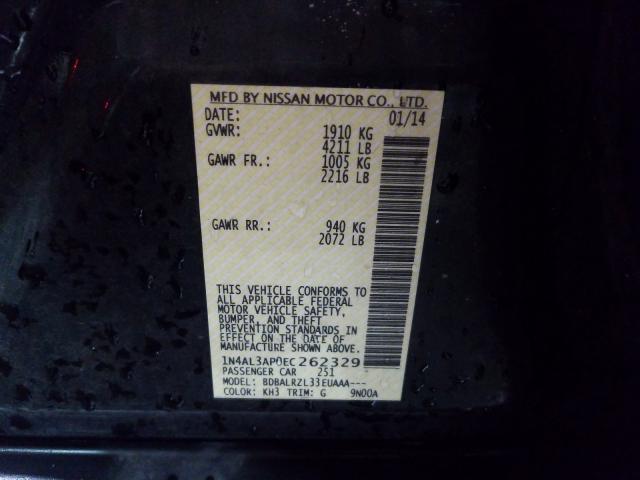 MFD BY NISSAN MOTOR CO., LTD.
DATE: 01/14
GVWR: 1910 KG
4211 LB
GAWR FR.: 1005 KG
2216 LB
GAWR RR.: 940 KG
2072 LB
THIS VEHICLE CONFORMS TO
ALL APPLICABLE FEDERAL
MOTOR VEHICLE SAFETY,
BUMPER, AND THEFT
PREVENTION STANDARDS IN
EFFECT ON THE DATE OF
MANUFACTURE SHOWN ABOVE.
1N4AL3AP0EC262329
PASSENGER CAR 251
MODEL: BDBALRZL33EUAAA---
COLOR: KH3 TRIM: G 9N00A